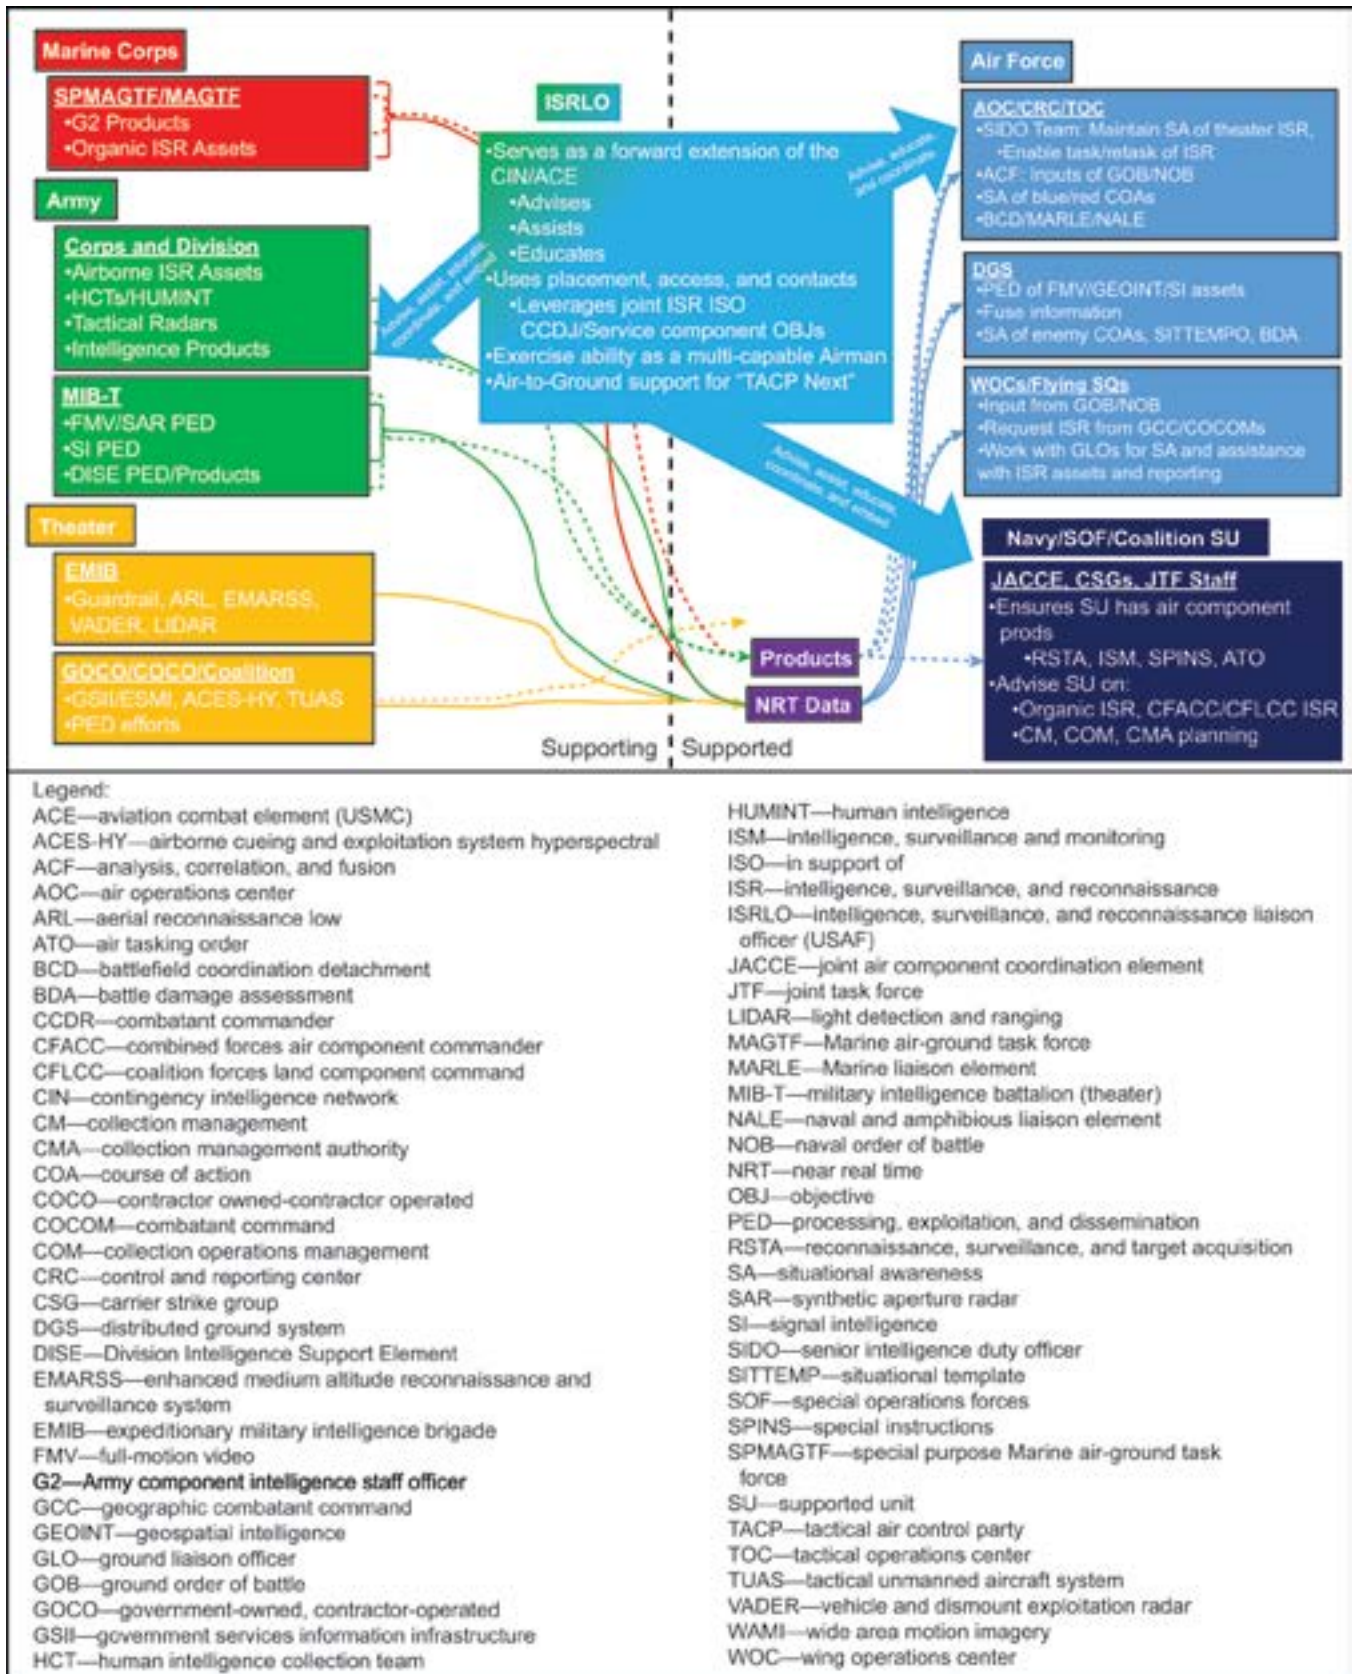 Marine Corps
SPMAGTF/MAGTF
•G2 Products
•Organic ISR Assets
Army
Corps and Division
•Airborne ISR Assets
•HCTs/HUMINT
•Tactical Radars
•Intelligence Products
MIB-T
•FMV/SAR PED
•SI PED
•DISE PED/Products
Theater
EMIB
•Guardrail, ARL, EMARSS,
VADER, LIDAR
GOCO/COCO/Coalition
•GSII/ESMI, ACES-HY, TUAS
•PED efforts
ISRLO
•Serves as a forward extension of the
CIN/ACE
•Advises
•Assists
•Educates
•Uses placement, access, and contacts
•Leverages joint ISR ISO
CCDJ/Service component OBJs
•Exercise ability as a multi-capable Airman
•Air-to-Ground support for "TACP Next"
Advise, educate,
and coordinate
Advise, assist, educate,
coordinate, and embed
Advise, assist, educate,
coordinate, and embed
Products
NRT Data
Supporting
Supported
Air Force
AOC/CRC/TOC
•SIDO Team: Maintain SA of theater ISR,
•Enable task/retask of ISR
•ACF: Inputs of GOB/NOB
•SA of blue/red COAs
•BCD/MARLE/NALE
DGS
•PED of FMV/GEOINT/SI assets
•Fuse information
•SA of enemy COAs, SITTEMPO, BDA
WOCs/Flying SQs
•Input from GOB/NOB
•Request ISR from GCC/COCOMs
•Work with GLOs for SA and assistance
with ISR assets and reporting
Navy/SOF/Coalition SU
JACCE, CSGs, JTF Staff
•Ensures SU has air component
prods
•RSTA, ISM, SPINS, ATO
•Advise SU on:
•Organic ISR, CFACC/CFLCC ISR
•CM, COM, CMA planning
Legend:
ACE—aviation combat element (USMC)
ACES-HY—airborne cueing and exploitation system hyperspectral
ACF—analysis, correlation, and fusion
AOC—air operations center
ARL—aerial reconnaissance low
ATO—air tasking order
BCD—battlefield coordination detachment
BDA—battle damage assessment
CCDR—combatant commander
CFACC—combined forces air component commander
CFLCC—coalition forces land component command
CIN—contingency intelligence network
CM—collection management
CMA—collection management authority
COA—course of action
COCO—contractor owned-contractor operated
COCOM—combatant command
COM—collection operations management
CRC—control and reporting center
CSG—carrier strike group
DGS—distributed ground system
DISE—Division Intelligence Support Element
EMARSS—enhanced medium altitude reconnaissance and
surveillance system
EMIB—expeditionary military intelligence brigade
FMV—full-motion video
G2—Army component intelligence staff officer
GCC—geographic combatant command
GEOINT—geospatial intelligence
GLO—ground liaison officer
GOB—ground order of battle
GOCO—government-owned, contractor-operated
GSII—government services information infrastructure
HCT—human intelligence collection team
HUMINT—human intelligence
ISM—intelligence, surveillance and monitoring
ISO—in support of
ISR—intelligence, surveillance, and reconnaissance
ISRLO—intelligence, surveillance, and reconnaissance liaison
officer (USAF)
JACCE—joint air component coordination element
JTF—joint task force
LIDAR—light detection and ranging
MAGTF—Marine air-ground task force
MARLE—Marine liaison element
MIB-T—military intelligence battalion (theater)
NALE—naval and amphibious liaison element
NOB—naval order of battle
NRT—near real time
OBJ—objective
PED—processing, exploitation, and dissemination
RSTA—reconnaissance, surveillance, and target acquisition
SA—situational awareness
SAR—synthetic aperture radar
SI—signal intelligence
SIDO—senior intelligence duty officer
SITTEMP—situational template
SOF—special operations forces
SPINS—special instructions
SPMAGTF—special purpose Marine air-ground task
force
SU—supported unit
TACP—tactical air control party
TOC—tactical operations center
TUAS—tactical unmanned aircraft system
VADER—vehicle and dismount exploitation radar
WAMI—wide area motion imagery
WOC—wing operations center